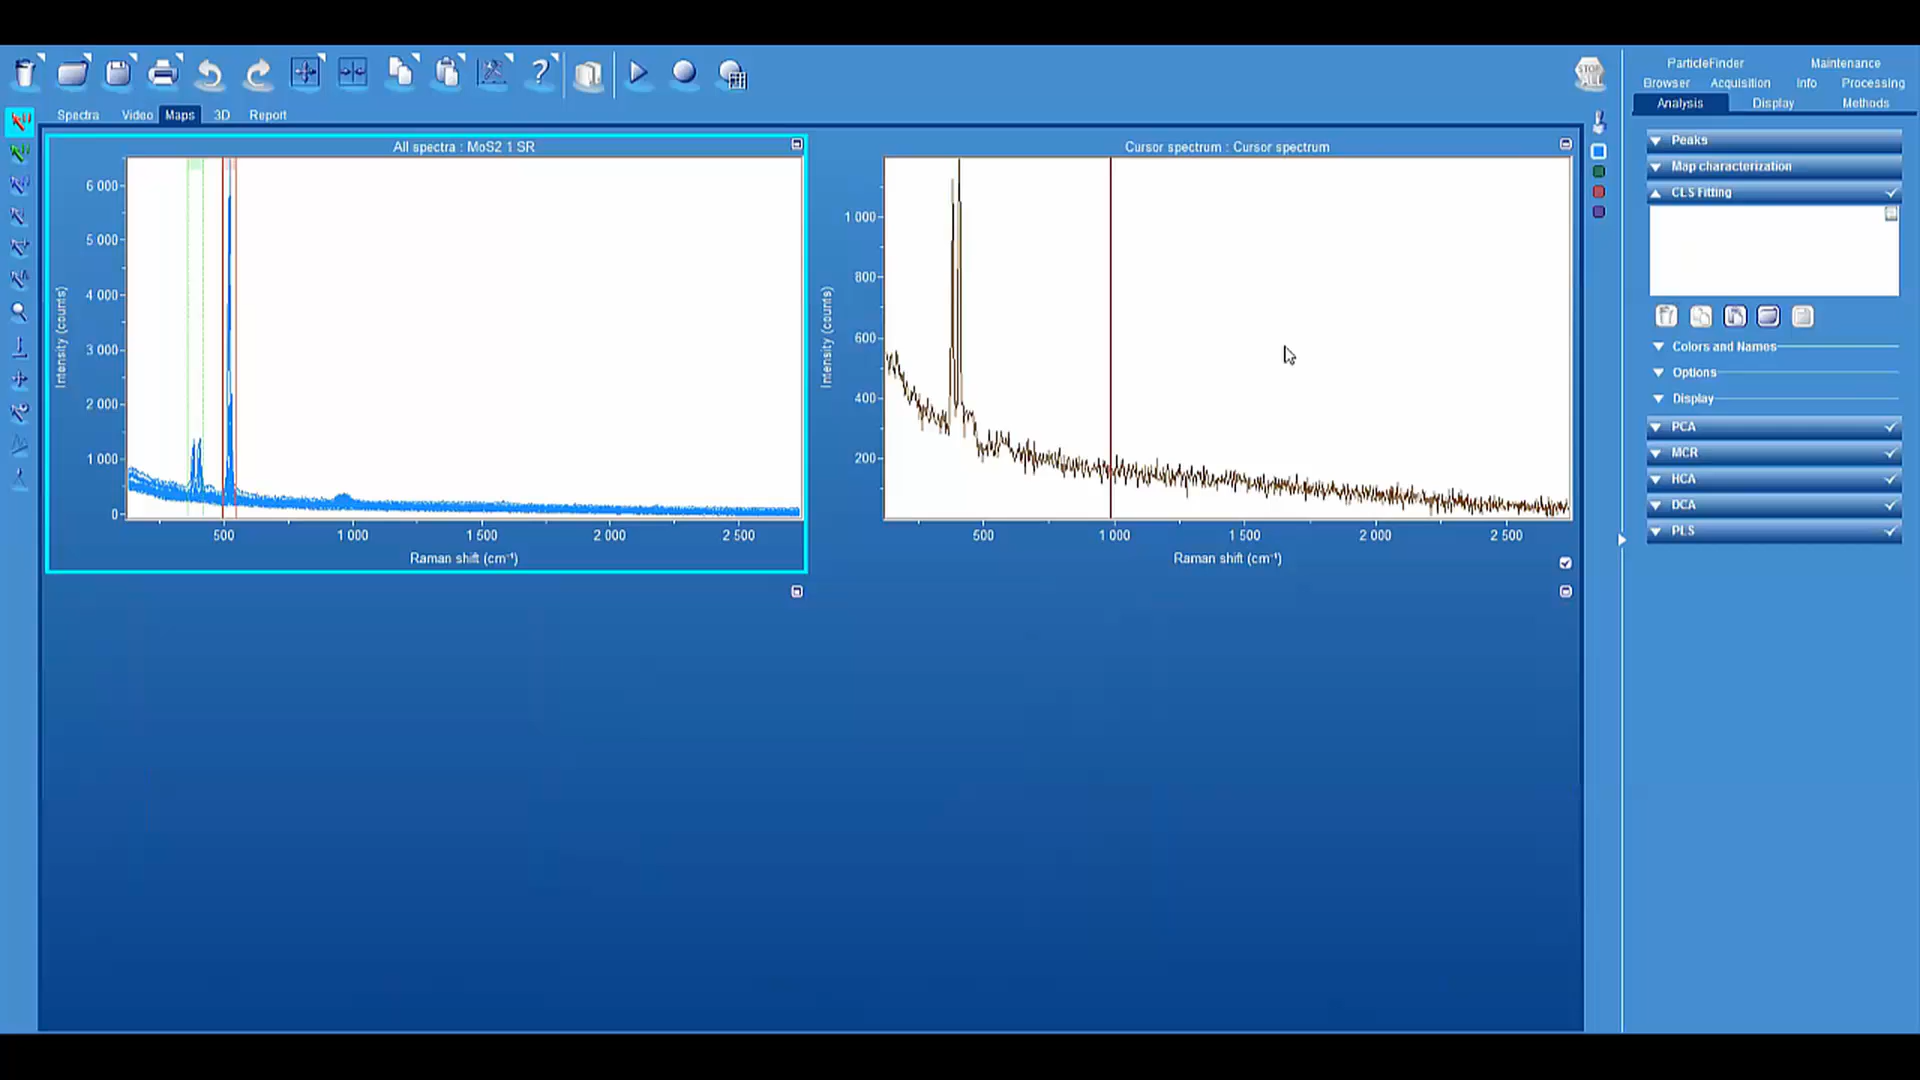 STOP
ALL
ParticleFinder Maintenance
Browser Acquisition Info Processing
Analysis Display Methods
Spectra Video Maps 3D Report
All spectra : MoS2 1 SR
6 000
5 000
4 000
3 000
2 000
1 000
0
Intensity (counts)
500 1 000 1 500 2 000 2 500
Raman shift (cm⁻¹)
Cursor spectrum : Cursor spectrum
1 000
800
600
400
200
Intensity (counts)
500 1 000 1 500 2 000 2 500
Raman shift (cm⁻¹)
Peaks
Map characterization
CLS Fitting
Colors and Names
Options
Display
PCA
MCR
HCA
DCA
PLS